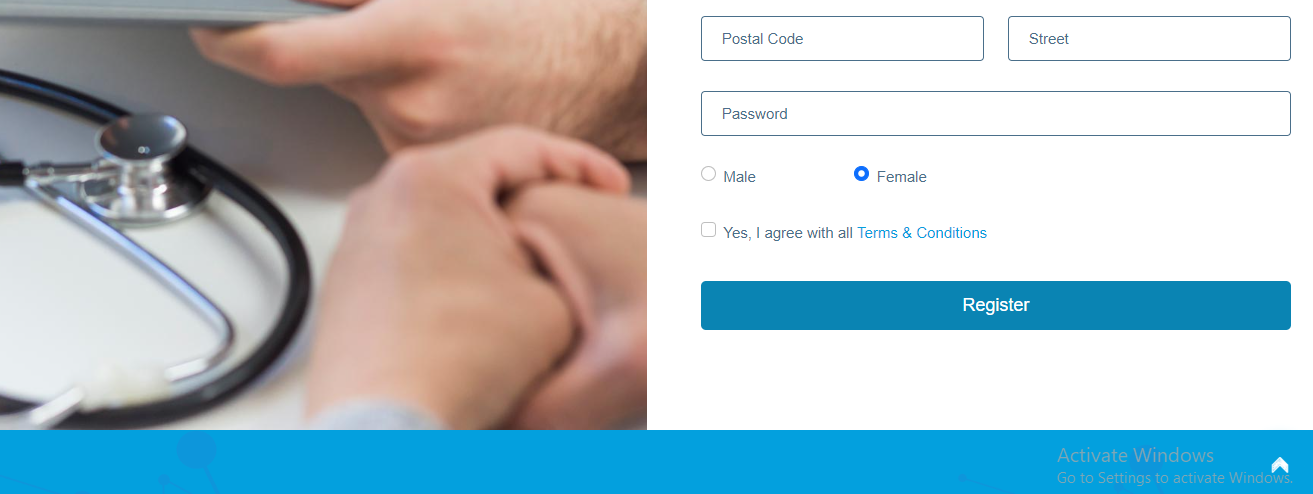 Postal Code
Street
Password
Male
Female
Yes, I agree with all Terms & Conditions
Register
Activate Windows
Go to Settings to activate Windows.